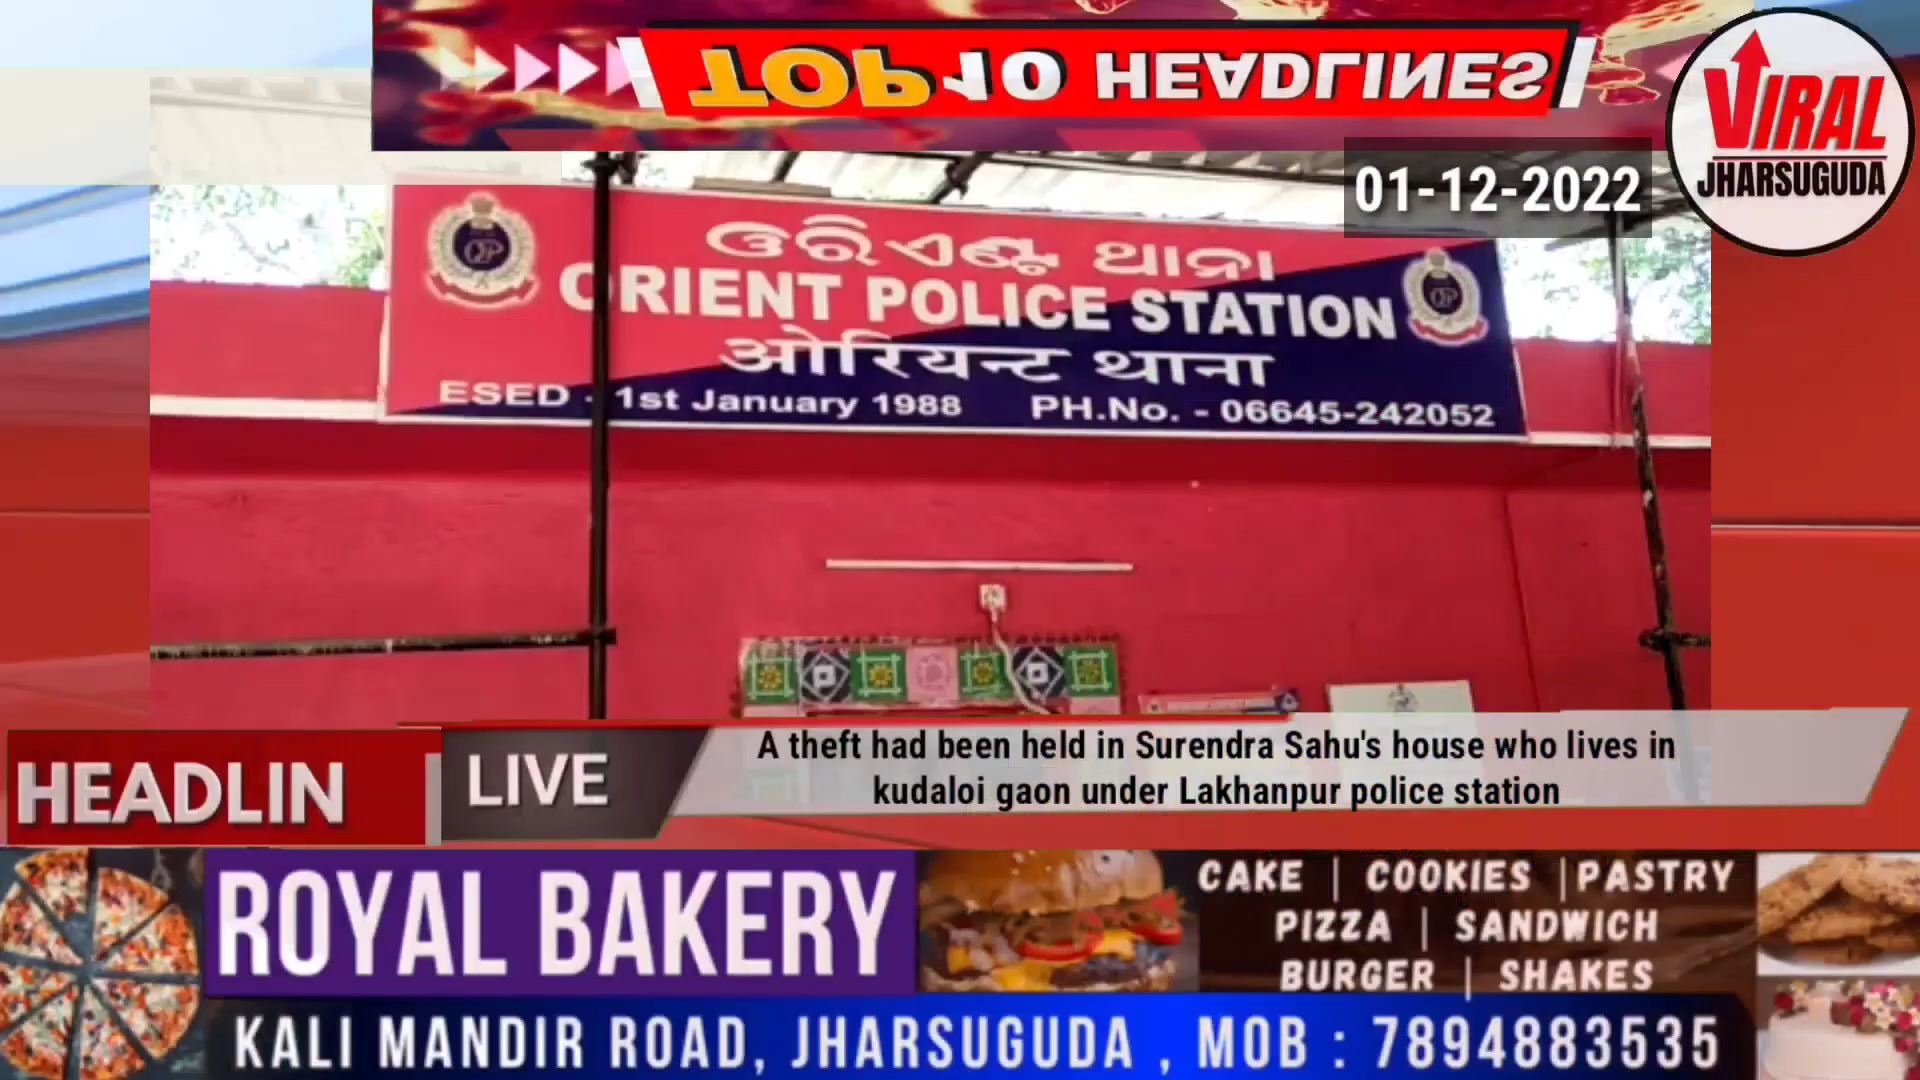 TOP 10 HEADLINES
VIRAL
JHARSUGUDA
01-12-2022
ଓରିଏଣ୍ଟ ଥାନା
ORIENT POLICE STATION
ओरियन्ट थाना
ESED - 1st January 1988 PH.No. - 06645-242052
HEADLIN
LIVE
A theft had been held in Surendra Sahu's house who lives in
kudaloi gaon under Lakhanpur police station
ROYAL BAKERY
CAKE | COOKIES | PASTRY
PIZZA | SANDWICH
BURGER | SHAKES
KALI MANDIR ROAD, JHARSUGUDA , MOB : 7894883535